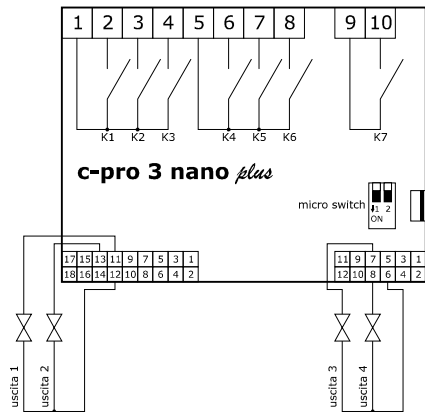 1 2 3 4 5 6 7 8 9 10
K1 K2 K3 K4 K5 K6 K7
c-pro 3 nano plus
micro switch
1 2
ON
17 15 13 11 9 7 5 3 1
18 16 14 12 10 8 6 4 2
11 9 7 5 3 1
12 10 8 6 4 2
uscita 1
uscita 2
uscita 3
uscita 4